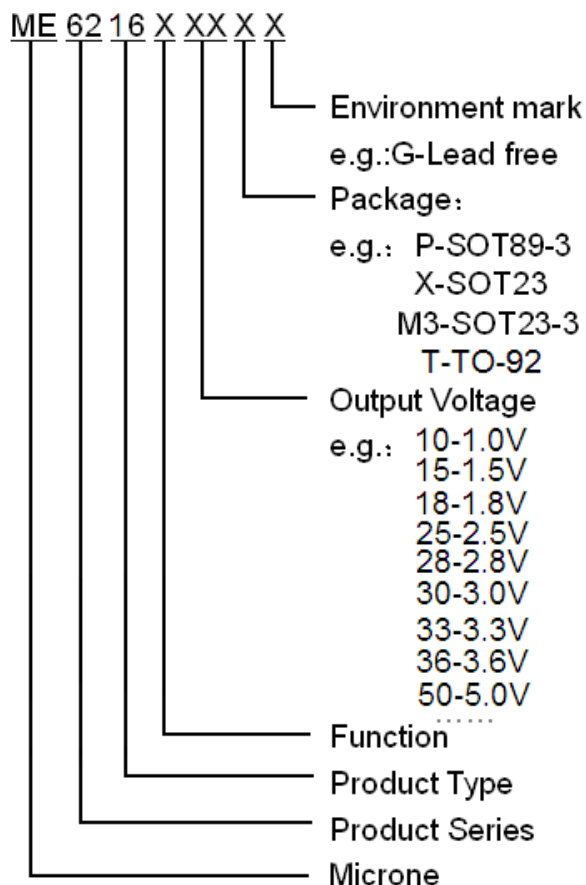 ME 62 16 X XX X X
Environment mark
e.g.:G-Lead free
Package：
e.g.： P-SOT89-3
X-SOT23
M3-SOT23-3
T-TO-92
Output Voltage
e.g.： 10-1.0V
15-1.5V
18-1.8V
25-2.5V
28-2.8V
30-3.0V
33-3.3V
36-3.6V
50-5.0V
......
Function
Product Type
Product Series
Microne